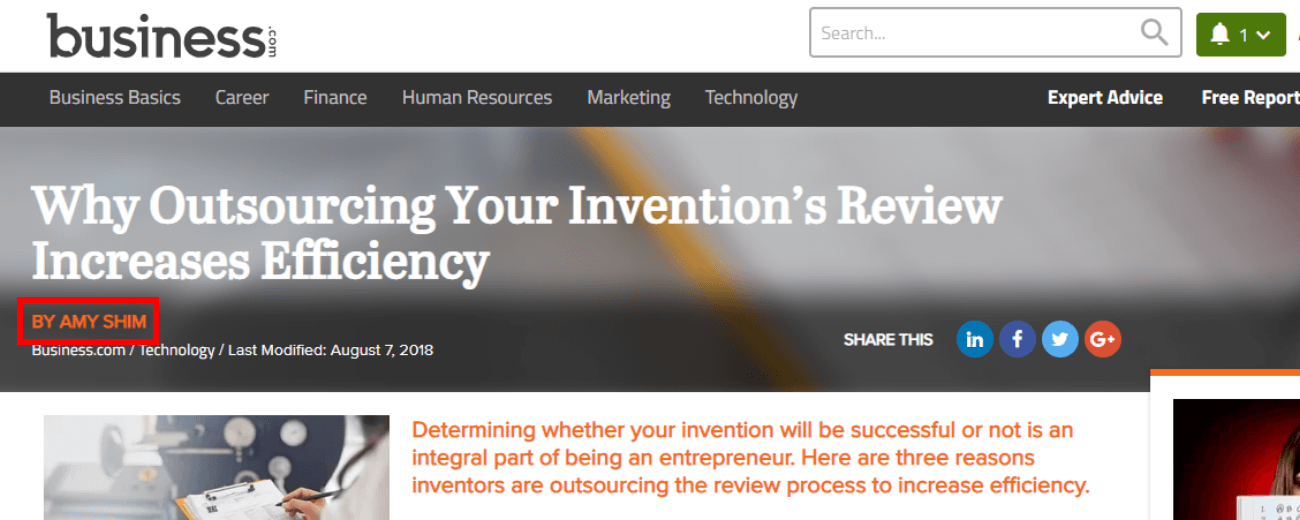 business.com
Search...
1
Business Basics Career Finance Human Resources Marketing Technology Expert Advice Free Report
Why Outsourcing Your Invention's Review
Increases Efficiency
BY AMY SHIM
Business.com / Technology / Last Modified: August 7, 2018
SHARE THIS
in f G+
Determining whether your invention will be successful or not is an
integral part of being an entrepreneur. Here are three reasons
inventors are outsourcing the review process to increase efficiency.